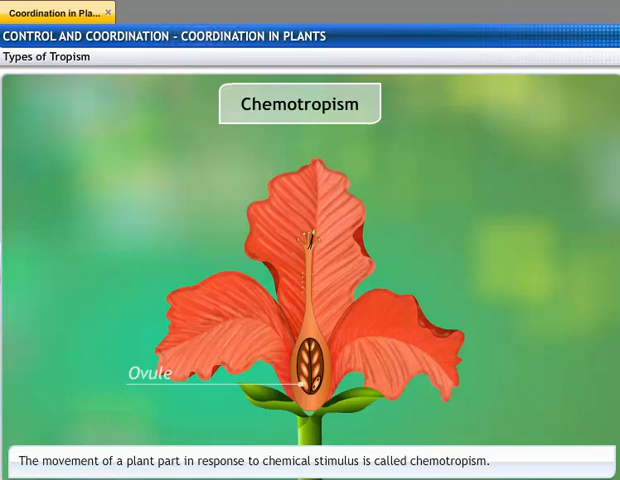 Coordination in Pla...
CONTROL AND COORDINATION - COORDINATION IN PLANTS
Types of Tropism
Chemotropism
Ovule
The movement of a plant part in response to chemical stimulus is called chemotropism.